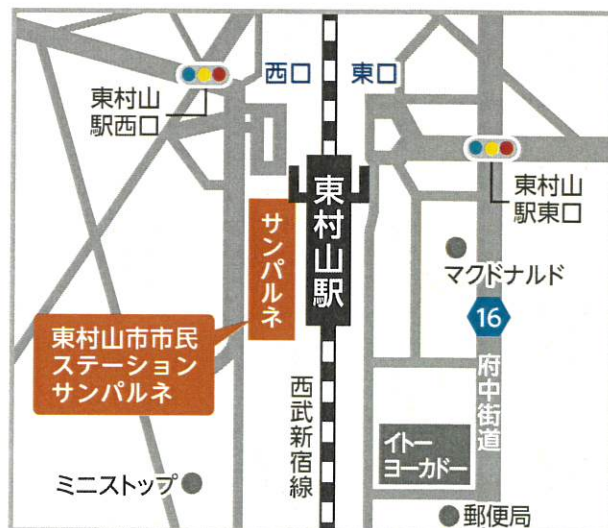 西口
東口
東村山
駅西口
東村山
駅東口
東村山駅
サンパルネ
マクドナルド
16
東村山市市民
ステーション
サンパルネ
府中街道
西武新宿線
イトー
ヨーカドー
ミニストップ
郵便局